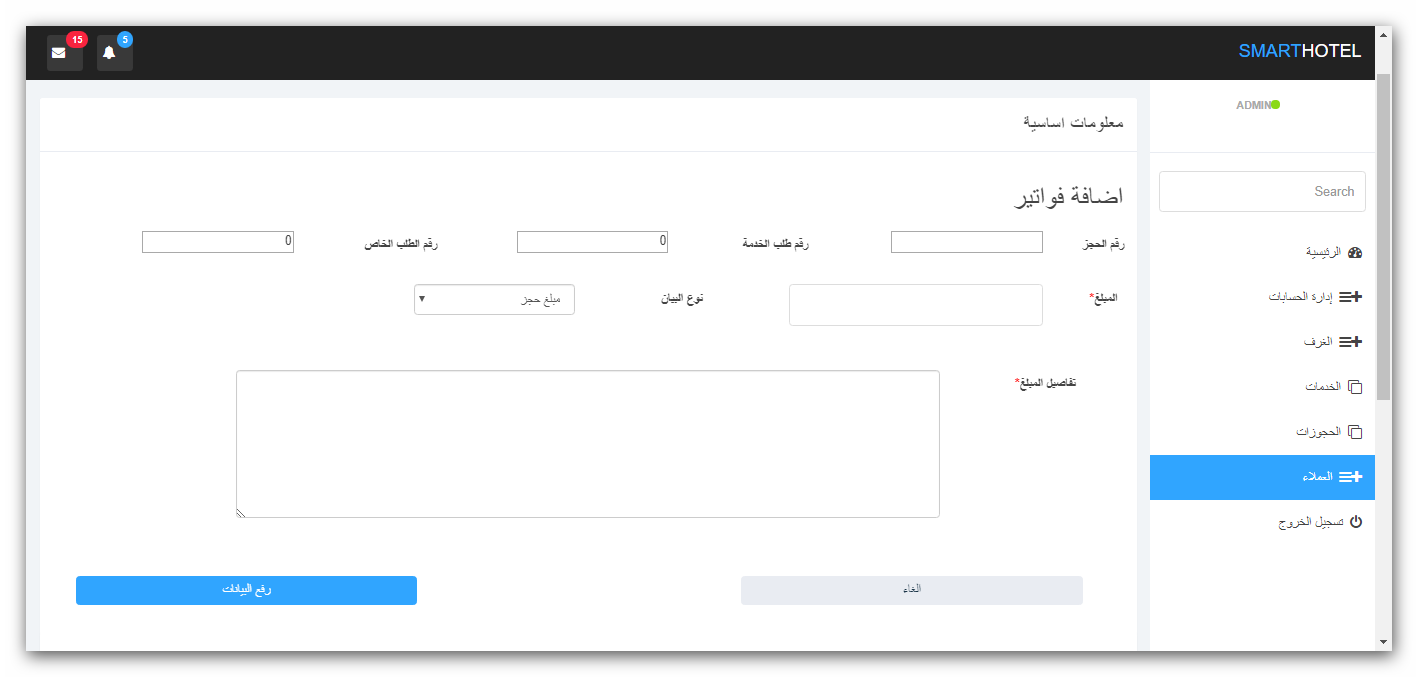 SMARTHOTEL
5
15
ADMIN
Search
الرئيسية
إدارة الحسابات
الغرف
الخدمات
الحجوزات
العملاء
تسجيل الخروج
معلومات اساسية
اضافة فواتير
رقم الحجز
رقم طلب الخدمة 0
رقم الطلب الخاص 0
المبلغ*
نوع البيان مبلغ حجز
تفاصيل المبلغ*
الغاء
رفع البيانات